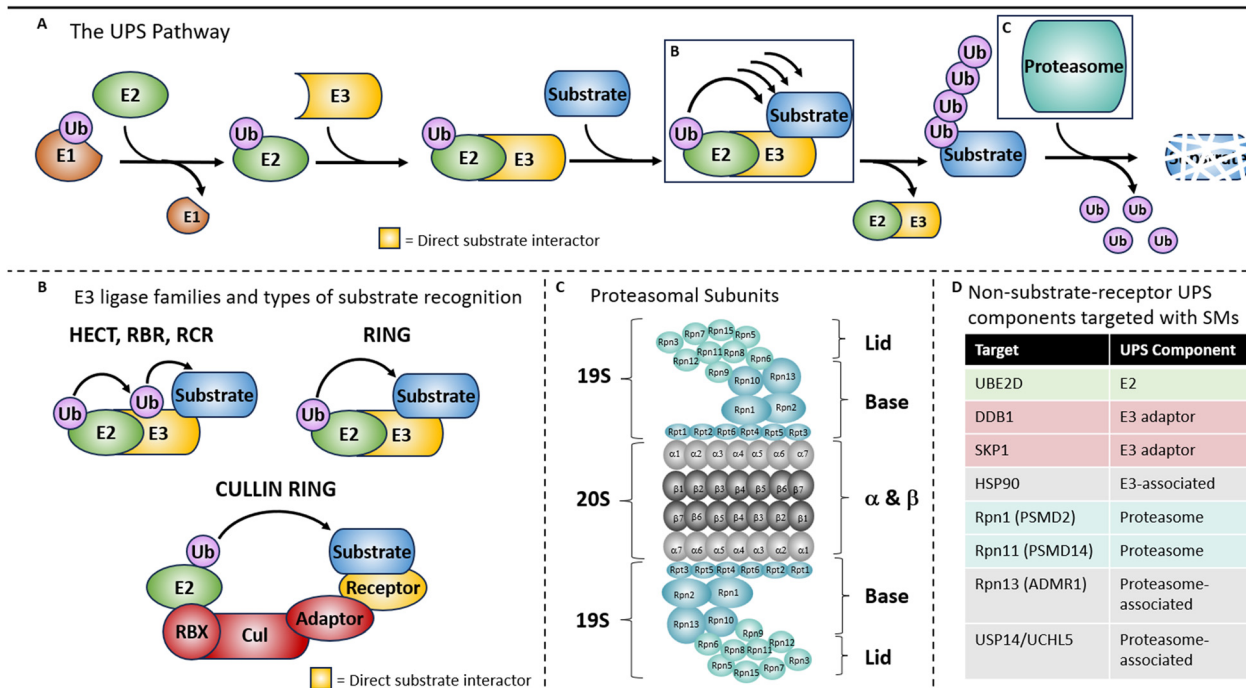 A The UPS Pathway
E2
Ub
E1
E1
Ub
E2
E3
Ub
E2 E3
Substrate
B
Ub
E2 E3
Substrate
E2 E3
Ub
Ub
Ub
Ub
Substrate
C
Proteasome
Substrate
Ub Ub
Ub Ub
= Direct substrate interactor
B E3 ligase families and types of substrate recognition
HECT, RBR, RCR
Ub
Ub
Substrate
E2 E3
RING
Ub
Substrate
E2 E3
CULLIN RING
Ub
Substrate
E2
Receptor
RBX Cul Adaptor
= Direct substrate interactor
C Proteasomal Subunits
19S
Lid
Base
Rpn3 Rpn7 Rpn15 Rpn5
Rpn12 Rpn11 Rpn8 Rpn6
Rpn9 Rpn10 Rpn13
Rpn1 Rpn2
Rpt1 Rpt2 Rpt6 Rpt4 Rpt5 Rpt3
20S
α & β
α1 α2 α3 α4 α5 α6 α7
β1 β2 β3 β4 β5 β6 β7
β7 β6 β5 β4 β3 β2 β1
α7 α6 α5 α4 α3 α2 α1
19S
Base
Lid
Rpt3 Rpt5 Rpt4 Rpt6 Rpt2 Rpt1
Rpn2 Rpn1
Rpn13 Rpn10 Rpn9
Rpn6 Rpn8 Rpn11 Rpn12
Rpn5 Rpn15 Rpn7 Rpn3
D Non-substrate-receptor UPS
components targeted with SMs
Target UPS Component
UBE2D E2
DDB1 E3 adaptor
SKP1 E3 adaptor
HSP90 E3-associated
Rpn1 (PSMD2) Proteasome
Rpn11 (PSMD14) Proteasome
Rpn13 (ADMR1) Proteasome-
associated
USP14/UCHL5 Proteasome-
associated